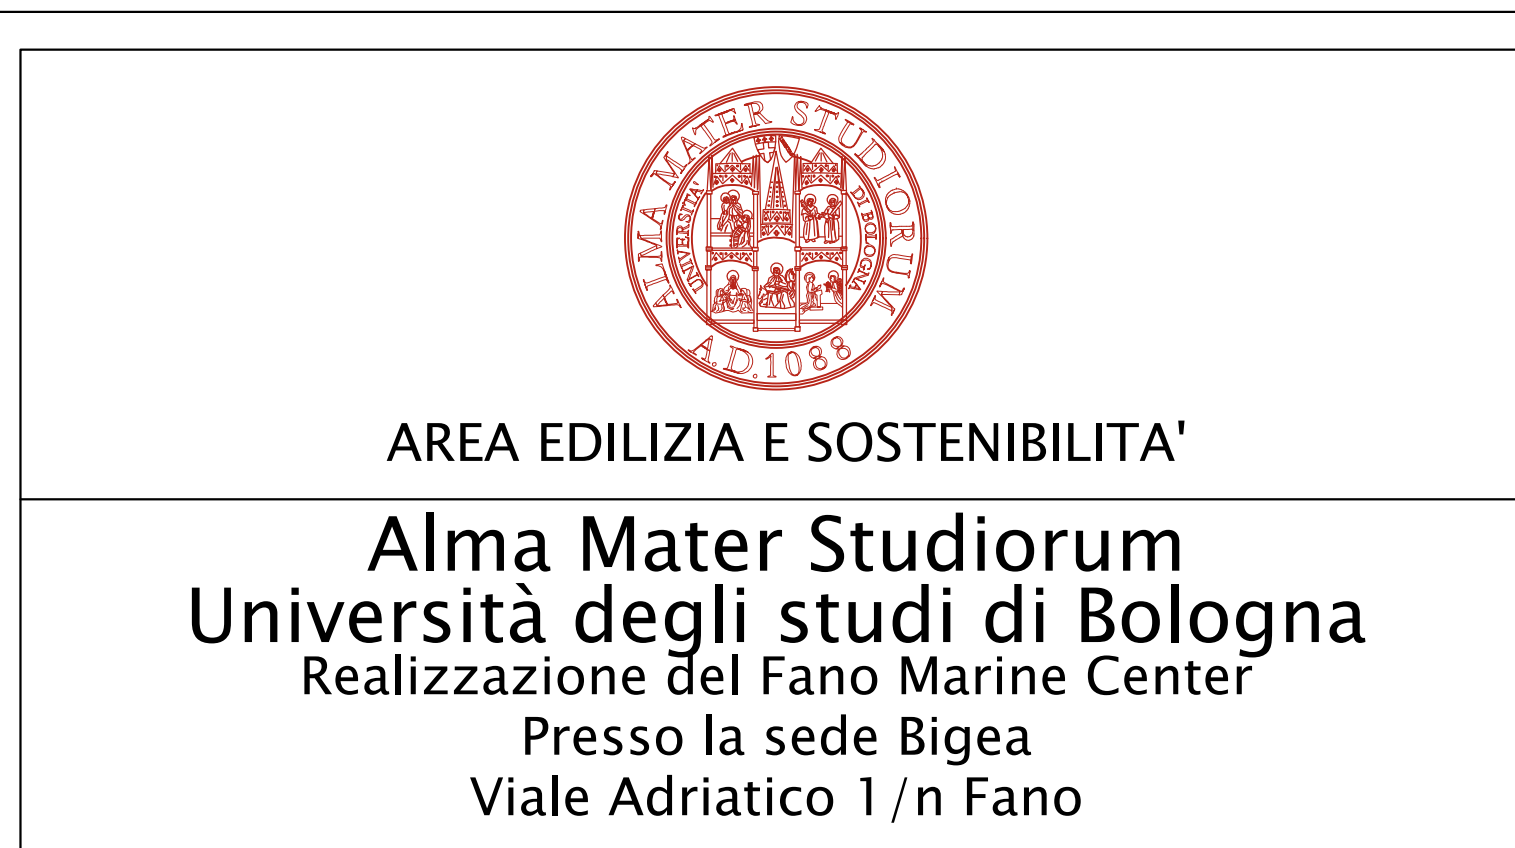 ALMA MATER STUDIORUM
A.D.1088
UNIVERSITA' DI BOLOGNA
AREA EDILIZIA E SOSTENIBILITA'
Alma Mater Studiorum
Università degli studi di Bologna
Realizzazione del Fano Marine Center
Presso la sede Bigea
Viale Adriatico 1/n Fano